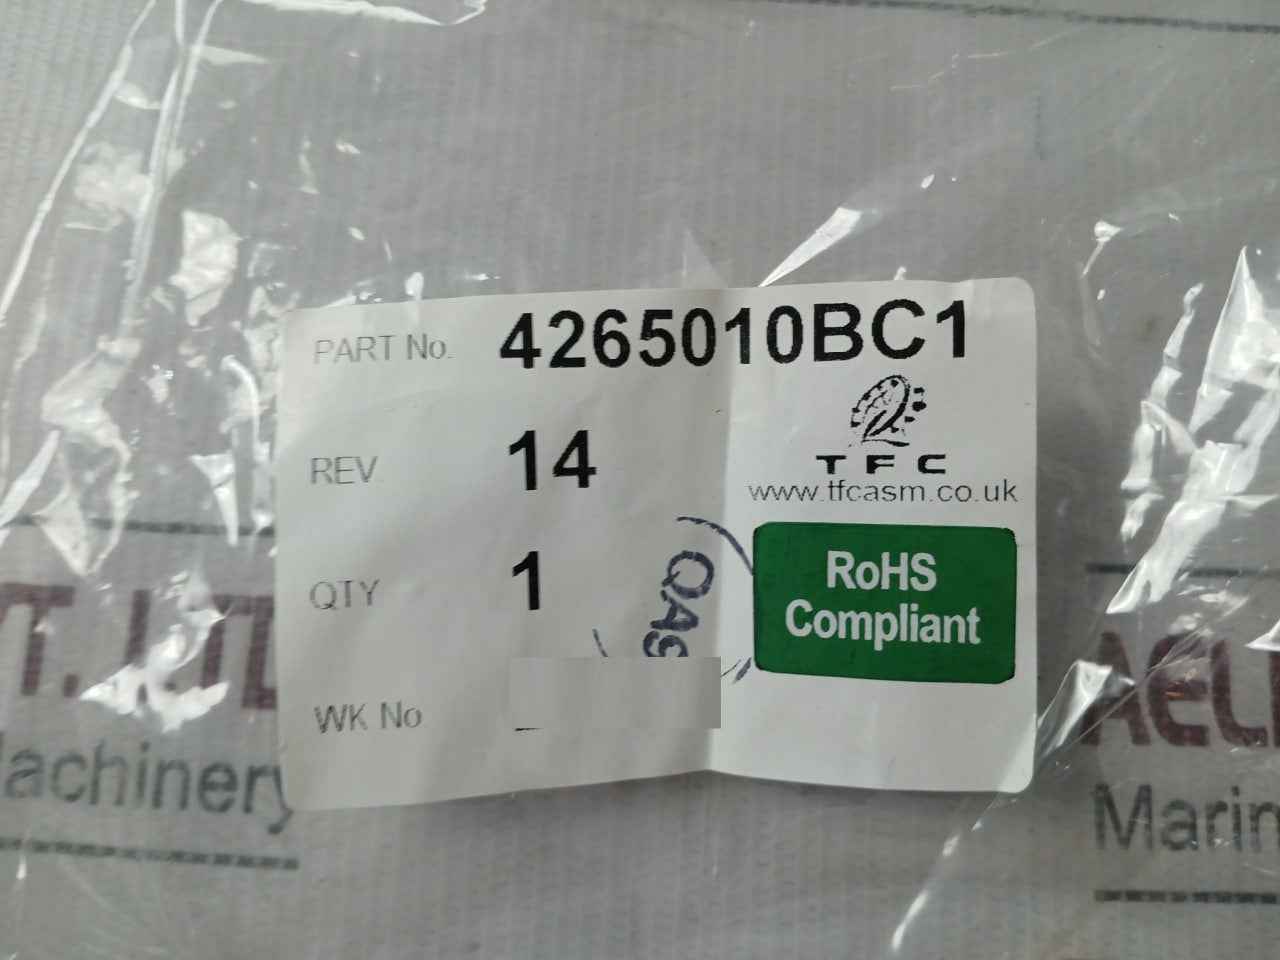 PART No. 4265010BC1
REV 14
TFC
www.tfcasm.co.uk
QTY 1
RoHS
Compliant
WK No
achinery
Marin